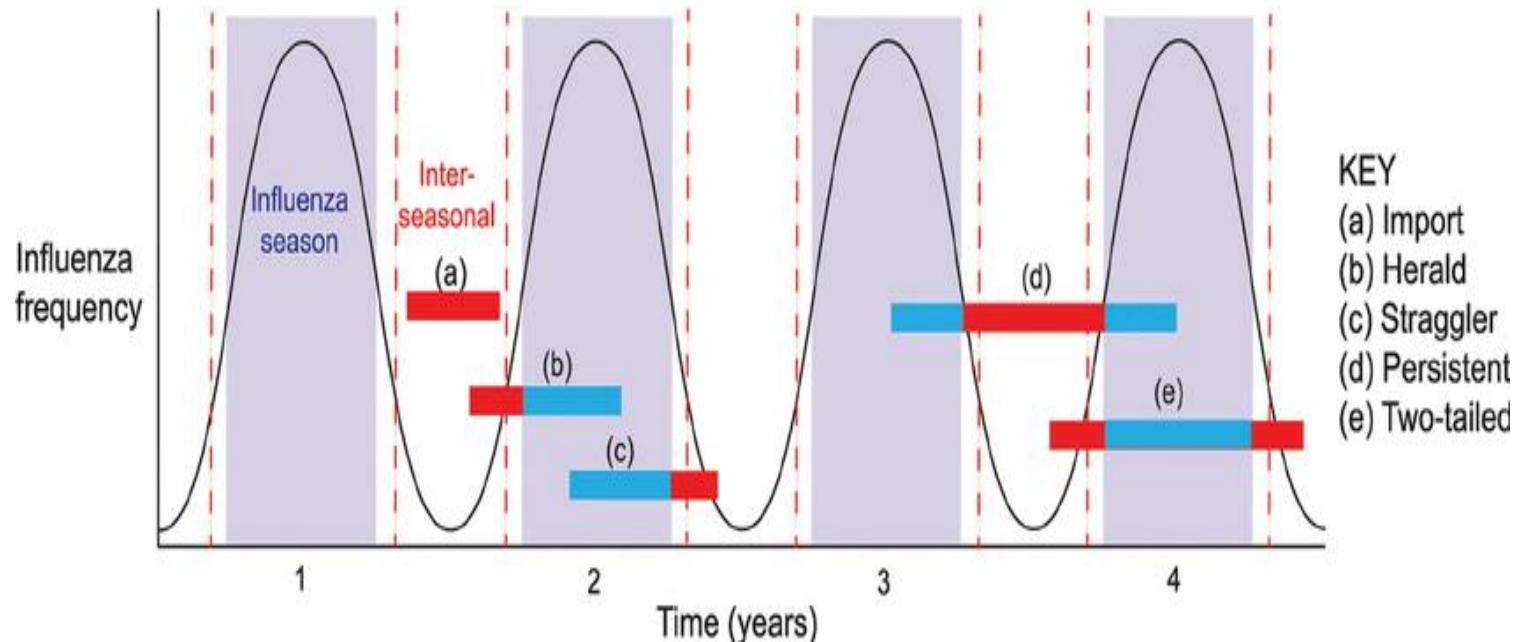 Influenza
frequency
Influenza
season
Inter-
seasonal
(a)
(b)
(c)
(d)
(e)
1
2
3
4
Time (years)
KEY
(a) Import
(b) Herald
(c) Straggler
(d) Persistent
(e) Two-tailed